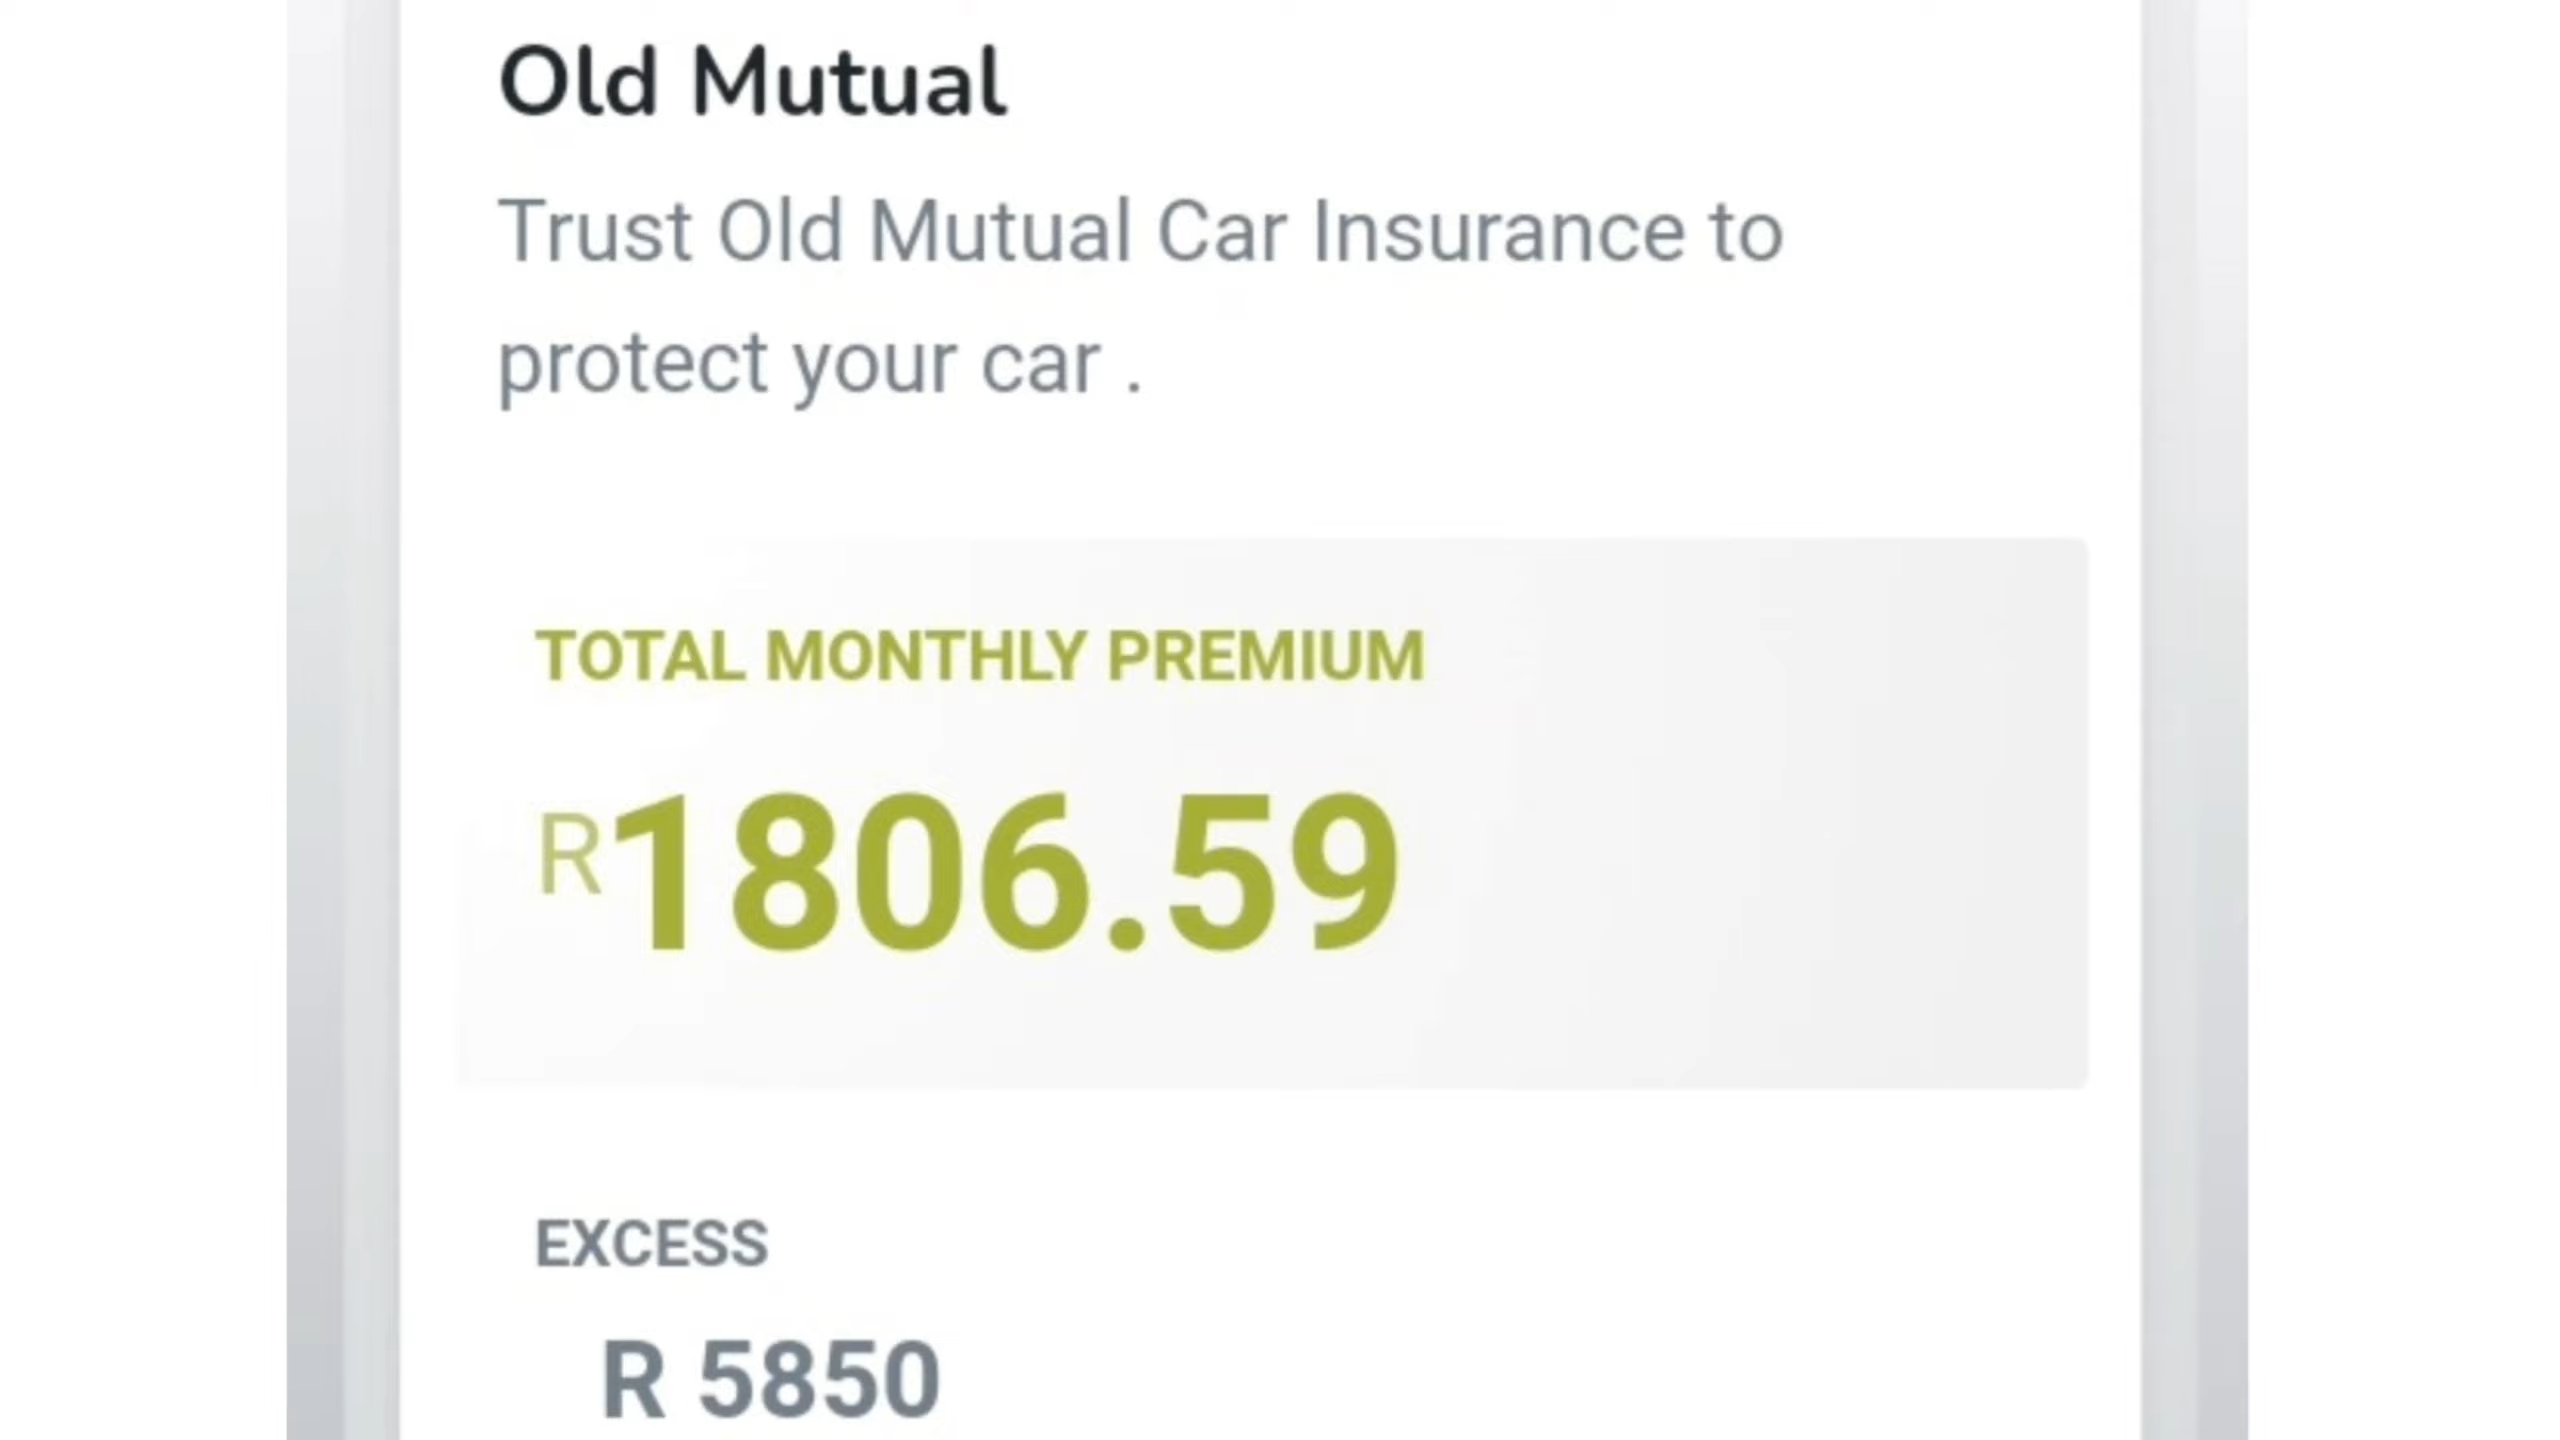 Old Mutual
Trust Old Mutual Car Insurance to
protect your car .
TOTAL MONTHLY PREMIUM
R1806.59
EXCESS
R 5850